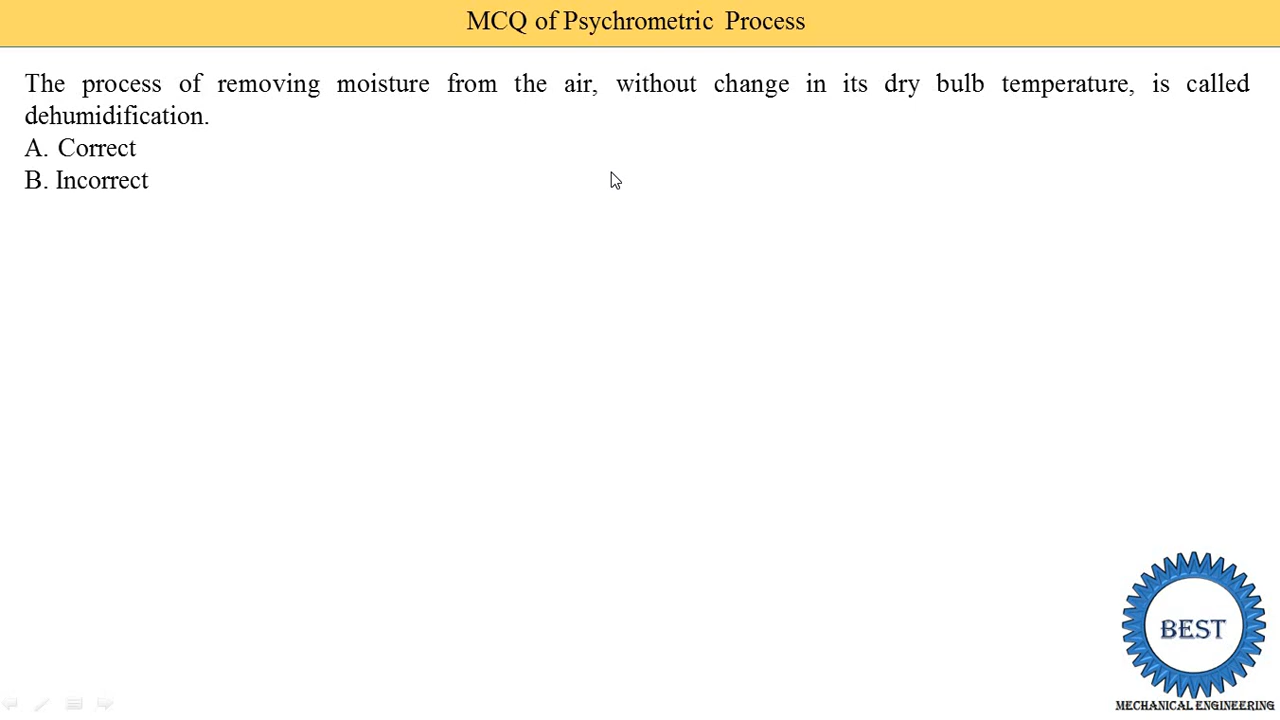 MCQ of Psychrometric Process
The process of removing moisture from the air, without change in its dry bulb temperature, is called
dehumidification.
A. Correct
B. Incorrect
BEST
MECHANICAL ENGINEERING